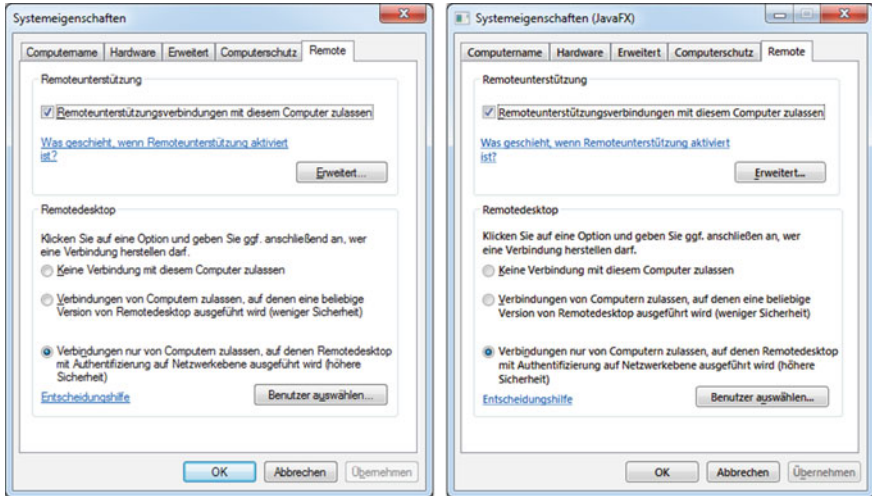 Systemeigenschaften
Computername Hardware Erweitert Computerschutz Remote
Remoteunterstützung
Remoteunterstützungsverbindungen mit diesem Computer zulassen
Was geschieht, wenn Remoteunterstützung aktiviert
ist?
Erweitert...
Remotedesktop
Klicken Sie auf eine Option und geben Sie ggf. anschließend an, wer
eine Verbindung herstellen darf.
Keine Verbindung mit diesem Computer zulassen
Verbindungen von Computern zulassen, auf denen eine beliebige
Version von Remotedesktop ausgeführt wird (weniger Sicherheit)
Verbindungen nur von Computern zulassen, auf denen Remotedesktop
mit Authentifizierung auf Netzwerkebene ausgeführt wird (höhere
Sicherheit)
Entscheidungshilfe
Benutzer auswählen...
OK Abbrechen Übernehmen
Systemeigenschaften (JavaFX)
Computername Hardware Erweitert Computerschutz Remote
Remoteunterstützung
Remoteunterstützungsverbindungen mit diesem Computer zulassen
Was geschieht, wenn Remoteunterstützung aktiviert
ist?
Erweitert...
Remotedesktop
Klicken Sie auf eine Option und geben Sie ggf. anschließen an, wer
eine Verbindung herstellen darf.
Keine Verbindung mit diesem Computer zulassen
Verbindungen von Computern zulassen, auf denen eine beliebige
Version von Remotedesktop ausgeführt wird (weniger Sicherheit)
Verbindungen nur von Computern zulassen, auf denen Remotedesktop
mit Authentifizierung auf Netzwerkebene ausgeführt wird (höhere
Sicherheit)
Entscheidungshilfe
Benutzer auswählen...
OK Abbrechen Übernehmen